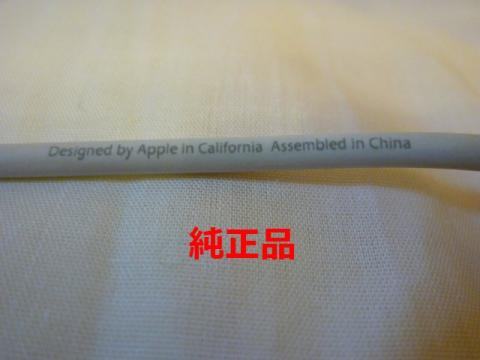 Designed by Apple in California Assembled in China
純正品